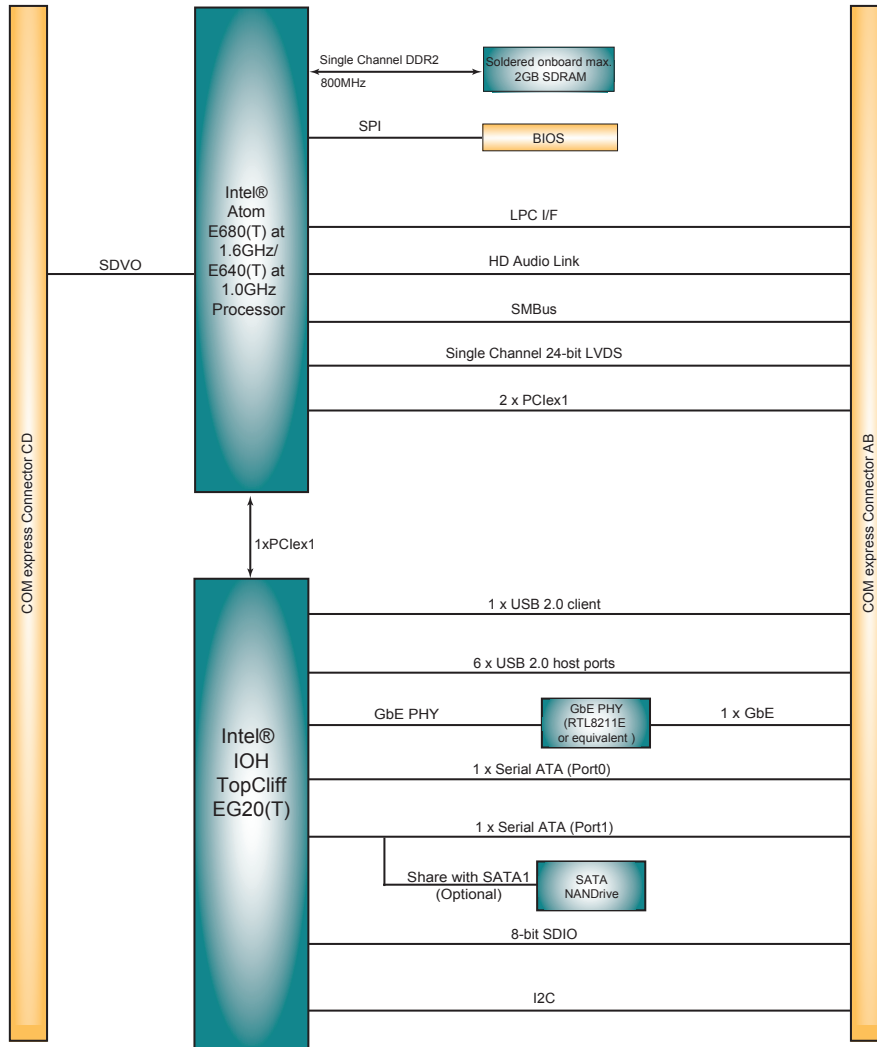 Single Channel DDR2
800MHz
Soldered onboard max.
2GB SDRAM
SPI
BIOS
Intel®
Atom
E680(T) at
1.6GHz/
E640(T) at
1.0GHz
Processor
SDVO
LPC I/F
HD Audio Link
SMBus
Single Channel 24-bit LVDS
2 x PCIex1
COM express Connector CD
COM express Connector AB
1xPCIex1
Intel®
IOH
TopCliff
EG20(T)
1 x USB 2.0 client
6 x USB 2.0 host ports
GbE PHY
GbE PHY
(RTL8211E
or equivalent )
1 x GbE
1 x Serial ATA (Port0)
1 x Serial ATA (Port1)
Share with SATA1
(Optional)
SATA
NANDrive
8-bit SDIO
I2C